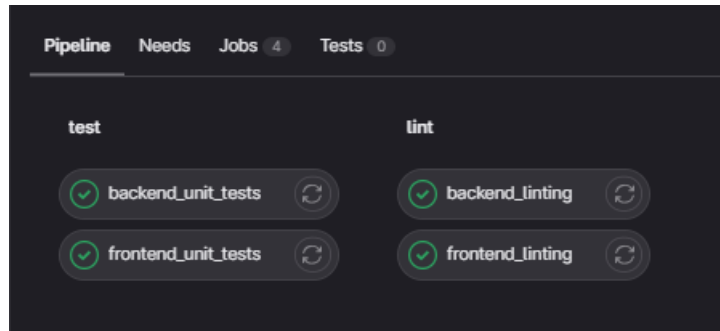 Pipeline Needs Jobs 4 Tests 0
test lint
backend_unit_tests backend_linting
frontend_unit_tests frontend_linting